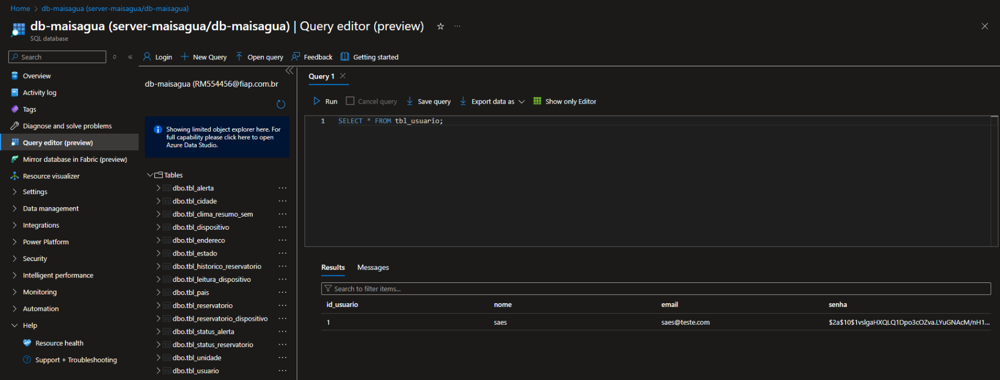 Home > db-maisagua (server-maisagua/db-maisagua)
db-maisagua (server-maisagua/db-maisagua) | Query editor (preview)
SQL database
Search
Login
New Query
Open query
Feedback
Getting started
Overview
Activity log
Tags
Diagnose and solve problems
Query editor (preview)
Mirror database in Fabric (preview)
Resource visualizer
Settings
Data management
Integrations
Power Platform
Security
Intelligent performance
Monitoring
Automation
Help
Resource health
Support + Troubleshooting
db-maisagua (RM554456@fiap.com.br
Showing limited object explorer here. For
full capability please click here to open
Azure Data Studio.
Tables
dbo.tbl_alerta
dbo.tbl_cidade
dbo.tbl_clima_resumo_sem
dbo.tbl_dispositivo
dbo.tbl_endereco
dbo.tbl_estado
dbo.tbl_historico_reservatorio
dbo.tbl_leitura_dispositivo
dbo.tbl_pais
dbo.tbl_reservatorio
dbo.tbl_reservatorio_dispositivo
dbo.tbl_status_alerta
dbo.tbl_status_reservatorio
dbo.tbl_unidade
dbo.tbl_usuario
Query 1
Run
Cancel query
Save query
Export data as
Show only Editor
1 SELECT * FROM tbl_usuario;
Results Messages
Search to filter items...
id_usuario nome email senha
1 saes saes@teste.com $2a$10$1vslgaHXQLQ1Dpo3cOZva.LYuGNAcM/nH1...